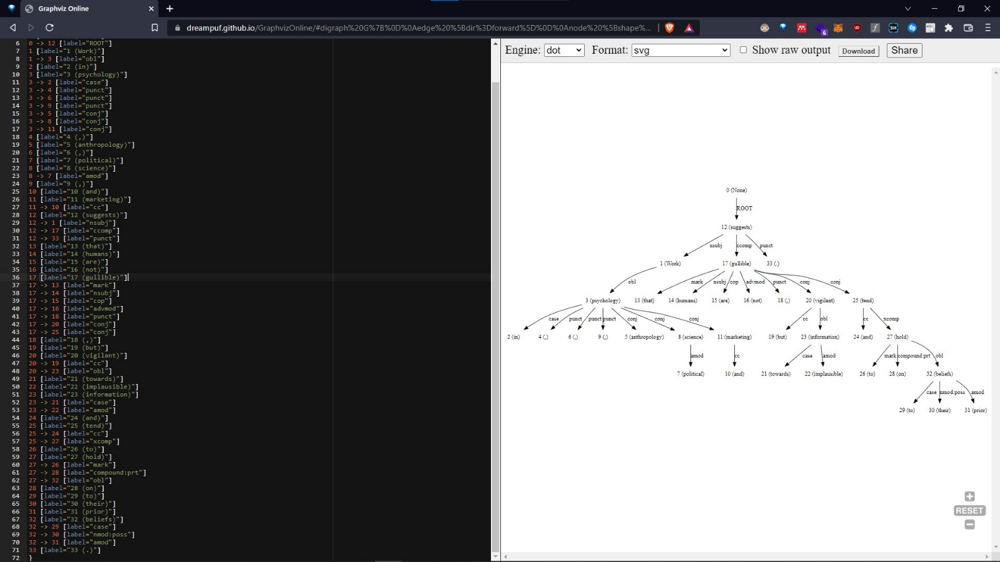 Graphviz Online
dreampuf.github.io/GraphvizOnline/#digraph%20G%7B%0D%0Aedge%20%5Bdir%3Dforward%5D%0D%0Anode%20%5Bshape%...
6
6 0 -> 12 [label="ROOT"]
7 1 [label="1 (Work)"]
8 1 -> 3 [label="obl"]
9 2 [label="2 (in)"]
10 3 [label="3 (psychology)"]
11 3 -> 2 [label="case"]
12 3 -> 4 [label="punct"]
13 3 -> 6 [label="punct"]
14 3 -> 9 [label="punct"]
15 3 -> 5 [label="conj"]
16 3 -> 8 [label="conj"]
17 3 -> 11 [label="conj"]
18 4 [label="4 (,)"]
19 5 [label="5 (anthropology)"]
20 6 [label="6 (,)"]
21 7 [label="7 (political)"]
22 8 [label="8 (science)"]
23 8 -> 7 [label="amod"]
24 9 [label="9 (,)"]
25 10 [label="10 (and)"]
26 11 [label="11 (marketing)"]
27 11 -> 10 [label="cc"]
28 12 [label="12 (suggests)"]
29 12 -> 1 [label="nsubj"]
30 12 -> 17 [label="ccomp"]
31 12 -> 33 [label="punct"]
32 13 [label="13 (that)"]
33 14 [label="14 (humans)"]
34 15 [label="15 (are)"]
35 16 [label="16 (not)"]
36 17 [label="17 (gullible)"]
37 17 -> 13 [label="mark"]
38 17 -> 14 [label="nsubj"]
39 17 -> 15 [label="cop"]
40 17 -> 16 [label="advmod"]
41 17 -> 18 [label="punct"]
42 17 -> 20 [label="conj"]
43 17 -> 25 [label="conj"]
44 18 [label="18 (,)"]
45 19 [label="19 (but)"]
46 20 [label="20 (vigilant)"]
47 20 -> 19 [label="cc"]
48 20 -> 23 [label="obl"]
49 21 [label="21 (towards)"]
50 22 [label="22 (implausible)"]
51 23 [label="23 (information)"]
52 23 -> 21 [label="case"]
53 23 -> 22 [label="amod"]
54 24 [label="24 (and)"]
55 25 [label="25 (tend)"]
56 25 -> 24 [label="cc"]
57 25 -> 27 [label="xcomp"]
58 26 [label="26 (to)"]
59 27 [label="27 (hold)"]
60 27 -> 26 [label="mark"]
61 27 -> 28 [label="compound:prt"]
62 27 -> 32 [label="obl"]
63 28 [label="28 (on)"]
64 29 [label="29 (to)"]
65 30 [label="30 (their)"]
66 31 [label="31 (prior)"]
67 32 [label="32 (beliefs)"]
68 32 -> 29 [label="case"]
69 32 -> 30 [label="nmod:poss"]
70 32 -> 31 [label="amod"]
71 33 [label="33 (.)"]
72 }
Engine: dot Format: svg Show raw output Download Share
0 (None)
ROOT
12 (suggests)
nsubj ccomp punct
1 (Work) 17 (gullible) 33 (.)
obl mark nsubj cop advmod punct conj conj
3 (psychology) 13 (that) 14 (humans) 15 (are) 16 (not) 18 (,) 20 (vigilant) 25 (tend)
case punct punct punct conj conj conj cc obl cc xcomp
2 (in) 4 (,) 6 (,) 9 (,) 5 (anthropology) 8 (science) 11 (marketing) 19 (but) 23 (information) 24 (and) 27 (hold)
amod cc case amod mark compound:prt obl
7 (political) 10 (and) 21 (towards) 22 (implausible) 26 (to) 28 (on) 32 (beliefs)
case nmod:poss amod
29 (to) 30 (their) 31 (prior)
RESET